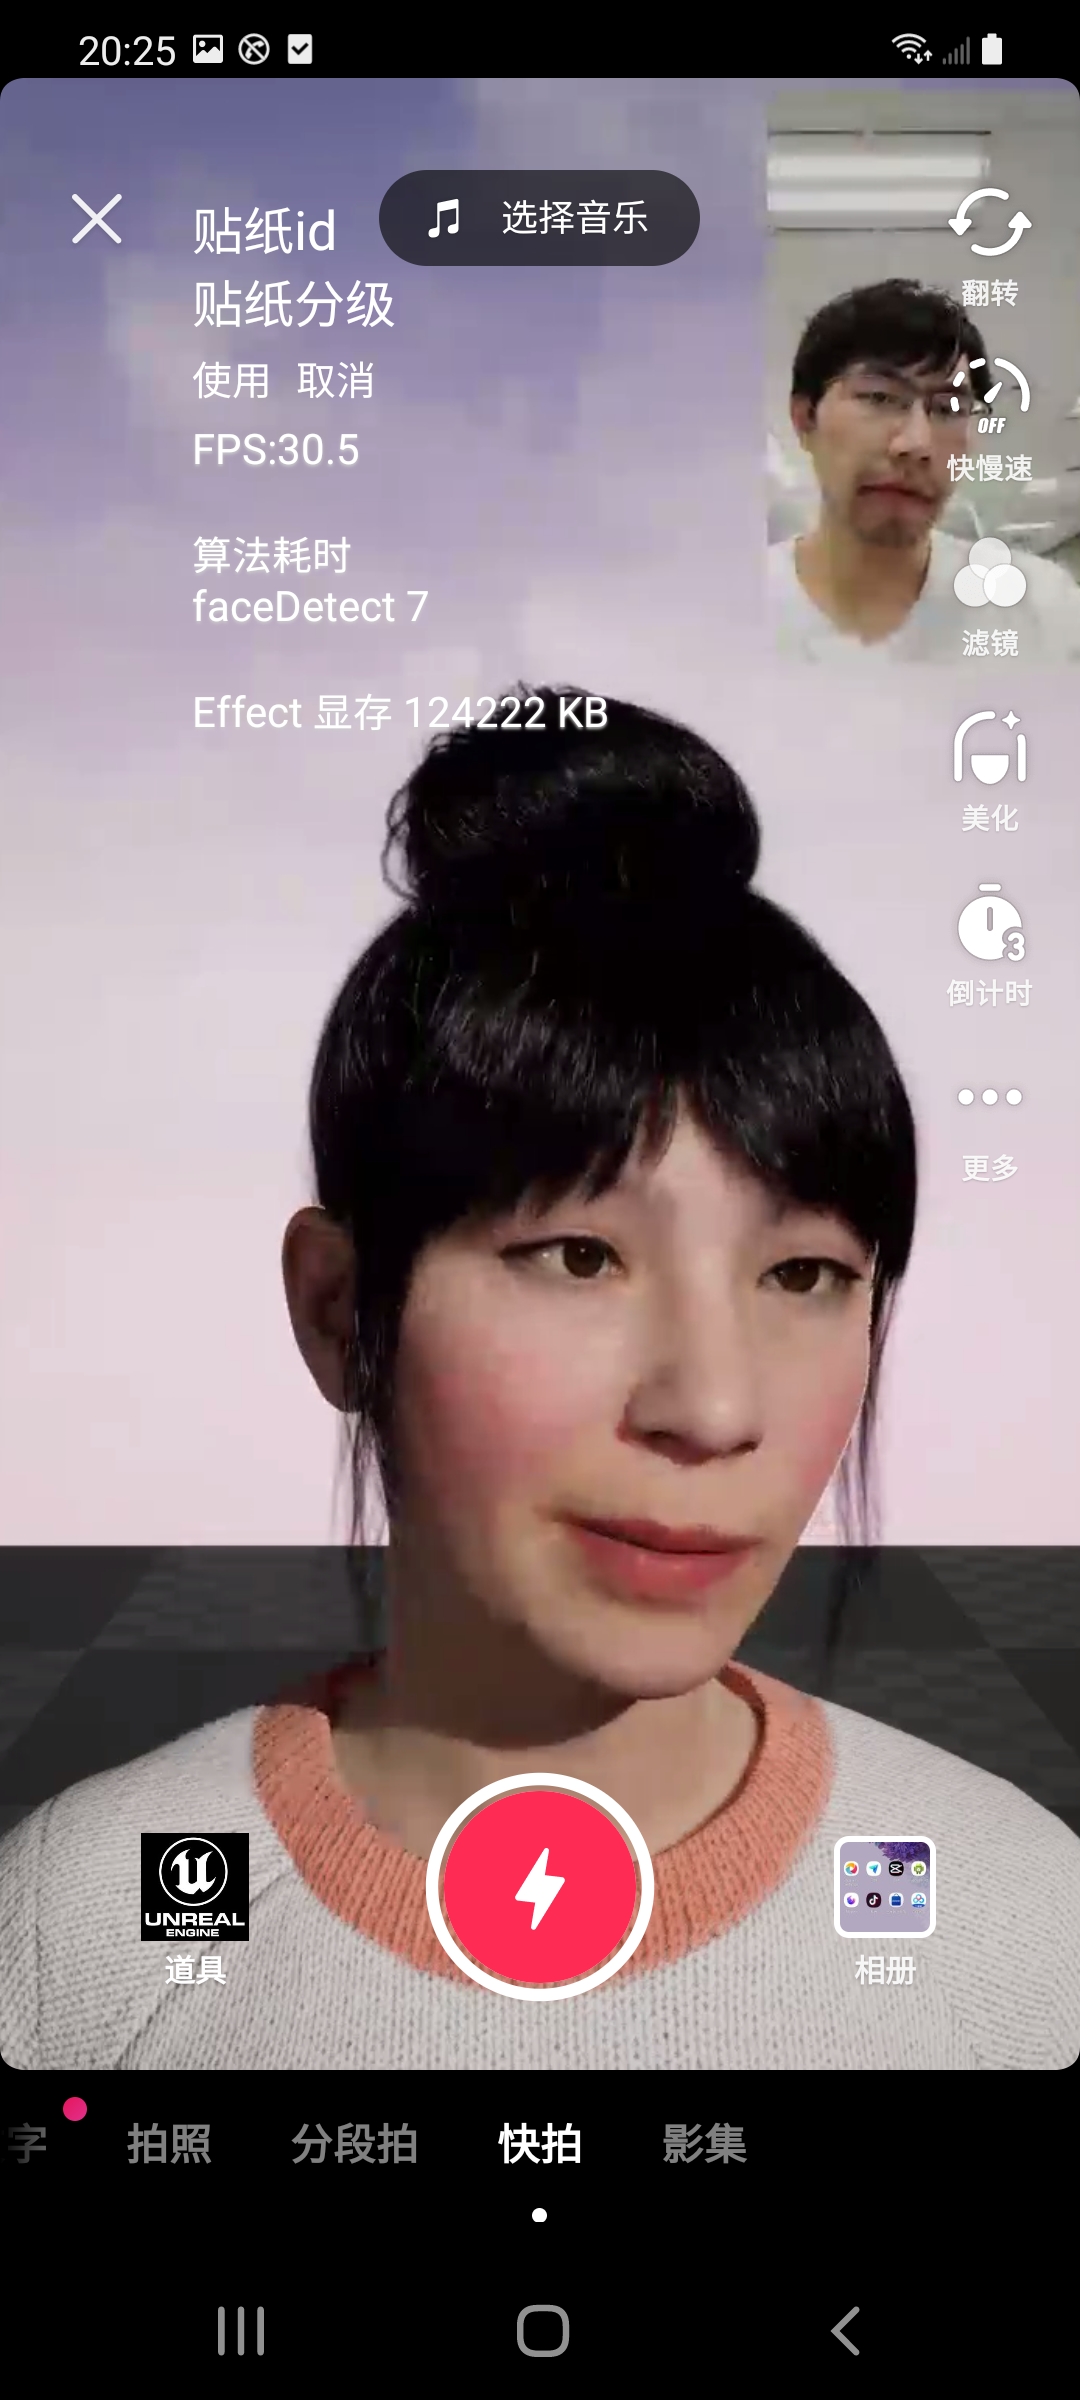 20:25
选择音乐
贴纸id
贴纸分级
使用 取消
FPS:30.5
算法耗时
faceDetect 7
Effect 显存 124222 KB
翻转
OFF
快慢速
滤镜
美化
3
倒计时
更多
UNREAL
ENGINE
道具
相册
字
拍照
分段拍
快拍
影集